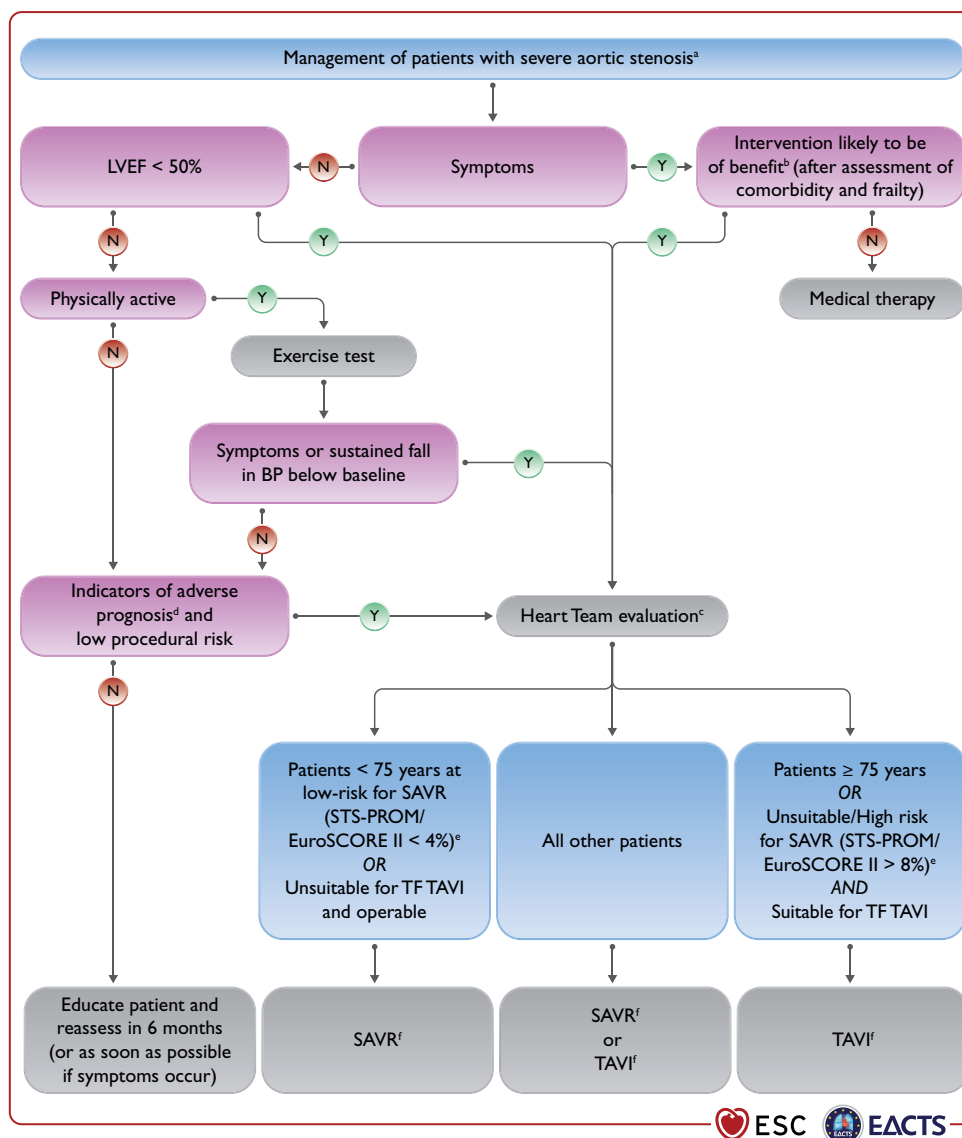 Management of patients with severe aortic stenosisᵃ
LVEF < 50%
N
Symptoms
Y
Intervention likely to be
of benefitᵇ (after assessment of
comorbidity and frailty)
N
Y
Y
N
Physically active
Y
Medical therapy
N
Exercise test
Symptoms or sustained fall
in BP below baseline
Y
N
Indicators of adverse
prognosisᵈ and
low procedural risk
Y
Heart Team evaluationᶜ
N
Patients < 75 years at
low-risk for SAVR
(STS-PROM/
EuroSCORE II < 4%)ᵉ
OR
Unsuitable for TF TAVI
and operable
All other patients
Patients ≥ 75 years
OR
Unsuitable/High risk
for SAVR (STS-PROM/
EuroSCORE II > 8%)ᵉ
AND
Suitable for TF TAVI
Educate patient and
reassess in 6 months
(or as soon as possible
if symptoms occur)
SAVRᶠ
SAVRᶠ
or
TAVIᶠ
TAVIᶠ
ESC
EACTS
EACTS